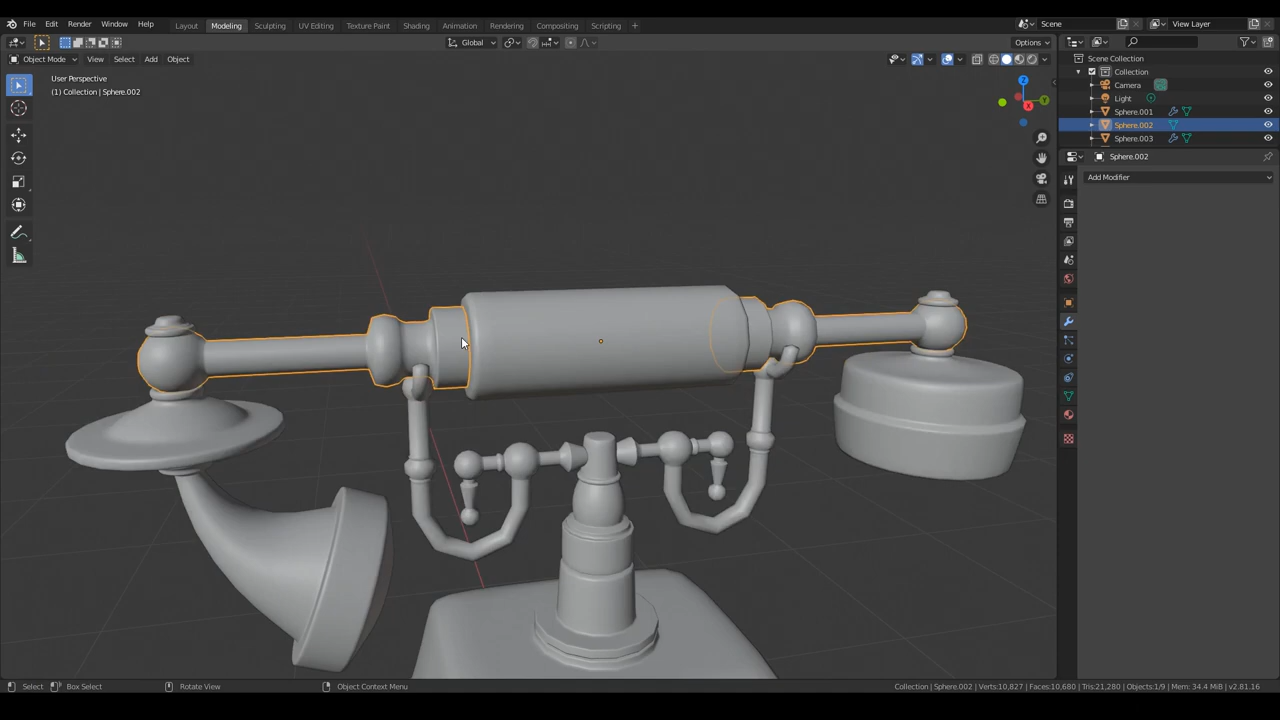 File Edit Render Window Help Layout Modeling Sculpting UV Editing Texture Paint Shading Animation Rendering Compositing Scripting + Scene View Layer
Global Options
Object Mode View Select Add Object
User Perspective
(1) Collection | Sphere.002
Z
Y
X
Scene Collection
Collection
Camera
Light
Sphere.001
Sphere.002
Sphere.003
Sphere.002
Add Modifier
Select Box Select Rotate View Object Context Menu Collection | Sphere.002 | Verts:10,827 | Faces:10,680 | Tris:21,280 | Objects:1/9 | Mem: 34.4 MiB | v2.81.16